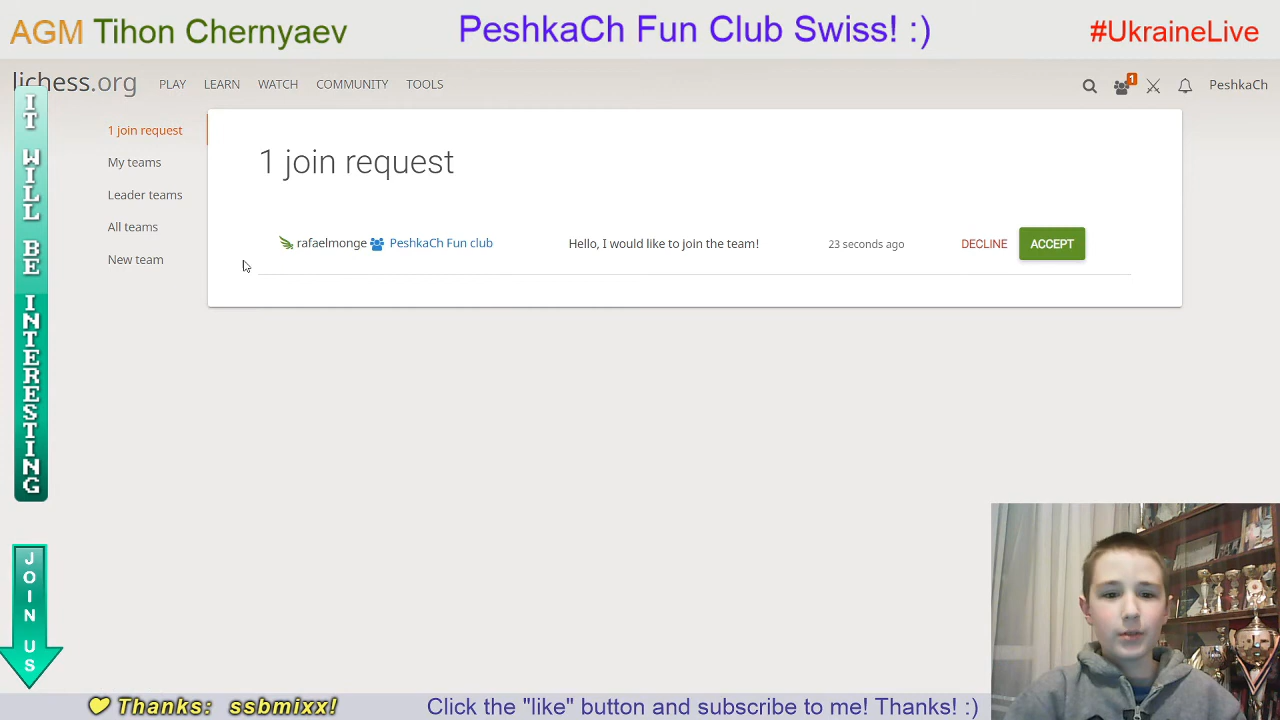 AGM Tihon Chernyaev
PeshkaCh Fun Club Swiss! :)
#UkraineLive
lichess.org
PLAY
LEARN
WATCH
COMMUNITY
TOOLS
1
PeshkaCh
1 join request
My teams
Leader teams
All teams
New team
1 join request
rafaelmonge
PeshkaCh Fun club
Hello, I would like to join the team!
23 seconds ago
DECLINE
ACCEPT
IT WILL BE INTERESTING
JOIN US
Thanks: ssbmixx!
Click the "like" button and subscribe to me! Thanks! :)